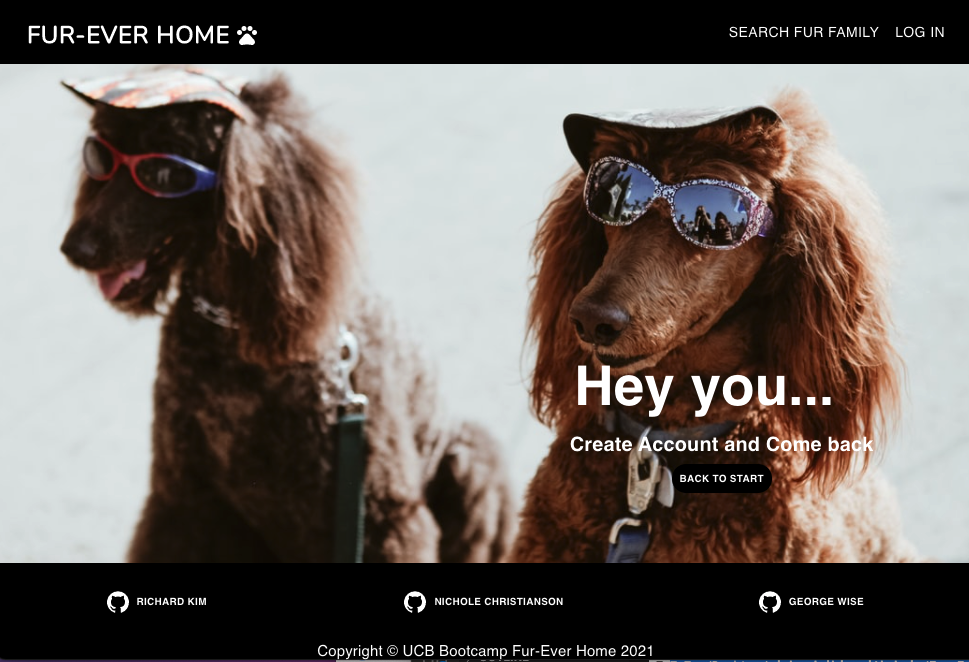 FUR-EVER HOME
SEARCH FUR FAMILY LOG IN
Hey you...
Create Account and Come back
BACK TO START
RICHARD KIM
NICHOLE CHRISTIANSON
GEORGE WISE
Copyright © UCB Bootcamp Fur-Ever Home 2021